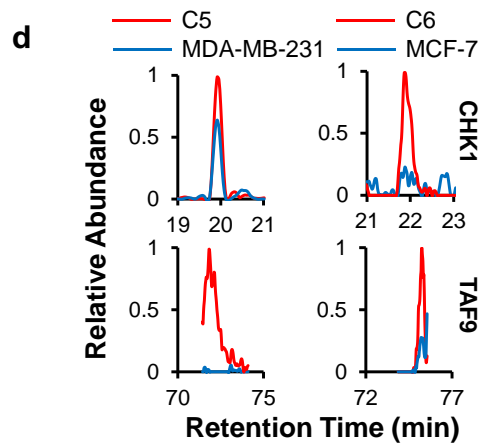 d
C5
C6
MDA-MB-231
MCF-7
Relative Abundance
1
0.5
0
19 20 21
1
0.5
0
21 22 23
CHK1
1
0.5
0
70 75
1
0.5
0
72 77
TAF9
Retention Time (min)